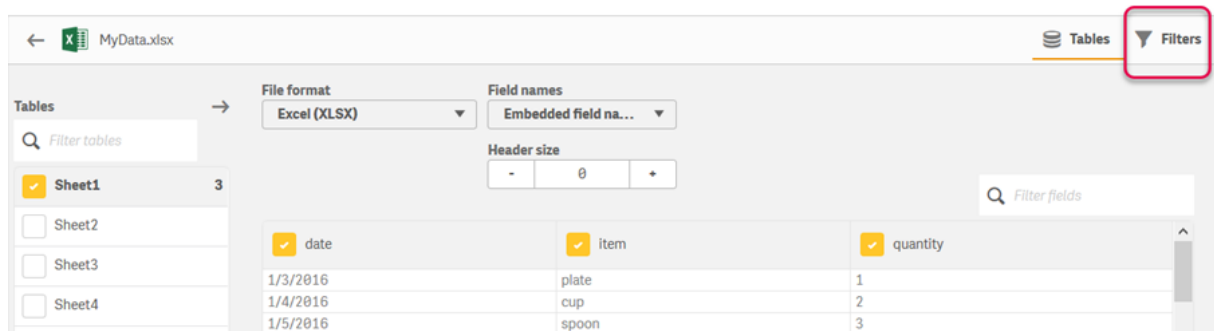 MyData.xlsx
Tables
Filters
Tables
Filter tables
Sheet1 3
Sheet2
Sheet3
Sheet4
File format
Excel (XLSX)
Field names
Embedded field na...
Header size
- 0 +
Filter fields
date item quantity
1/3/2016 plate 1
1/4/2016 cup 2
1/5/2016 spoon 3